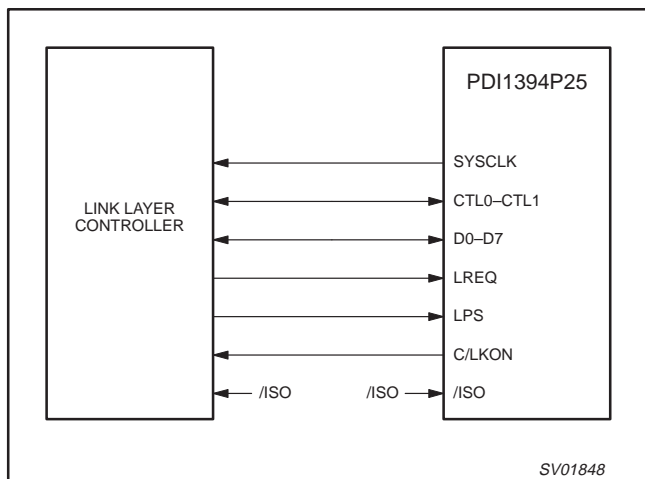 PDI1394P25
SYSCLK
CTL0–CTL1
LINK LAYER
CONTROLLER
D0–D7
LREQ
LPS
C/LKON
/ISO /ISO /ISO
SV01848